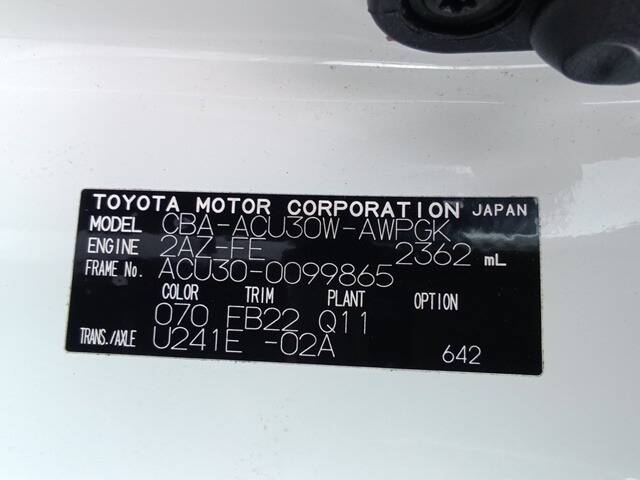 TOYOTA MOTOR CORPORATION JAPAN
MODEL CBA-ACU30W-AWPGK
ENGINE 2AZ-FE 2362 mL
FRAME No. ACU30-0099865
COLOR TRIM PLANT OPTION
070 FB22 Q11
TRANS./AXLE U241E -02A 642